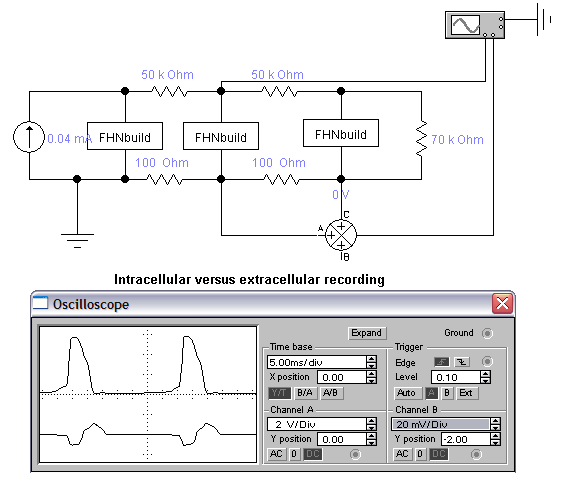 50 k Ohm
50 k Ohm
0.04 mA
FHNbuild
FHNbuild
FHNbuild
70 k Ohm
100 Ohm
100 Ohm
0 V
C
A
B
Intracellular versus extracellular recording
Oscilloscope
Expand
Ground
Time base
Trigger
5.00ms/div
Edge
X position 0.00
Level 0.10
Y/T B/A A/B
Auto A B Ext
Channel A
Channel B
2 V/Div
20 mV/Div
Y position 0.00
Y position -2.00
AC 0 DC
AC 0 DC